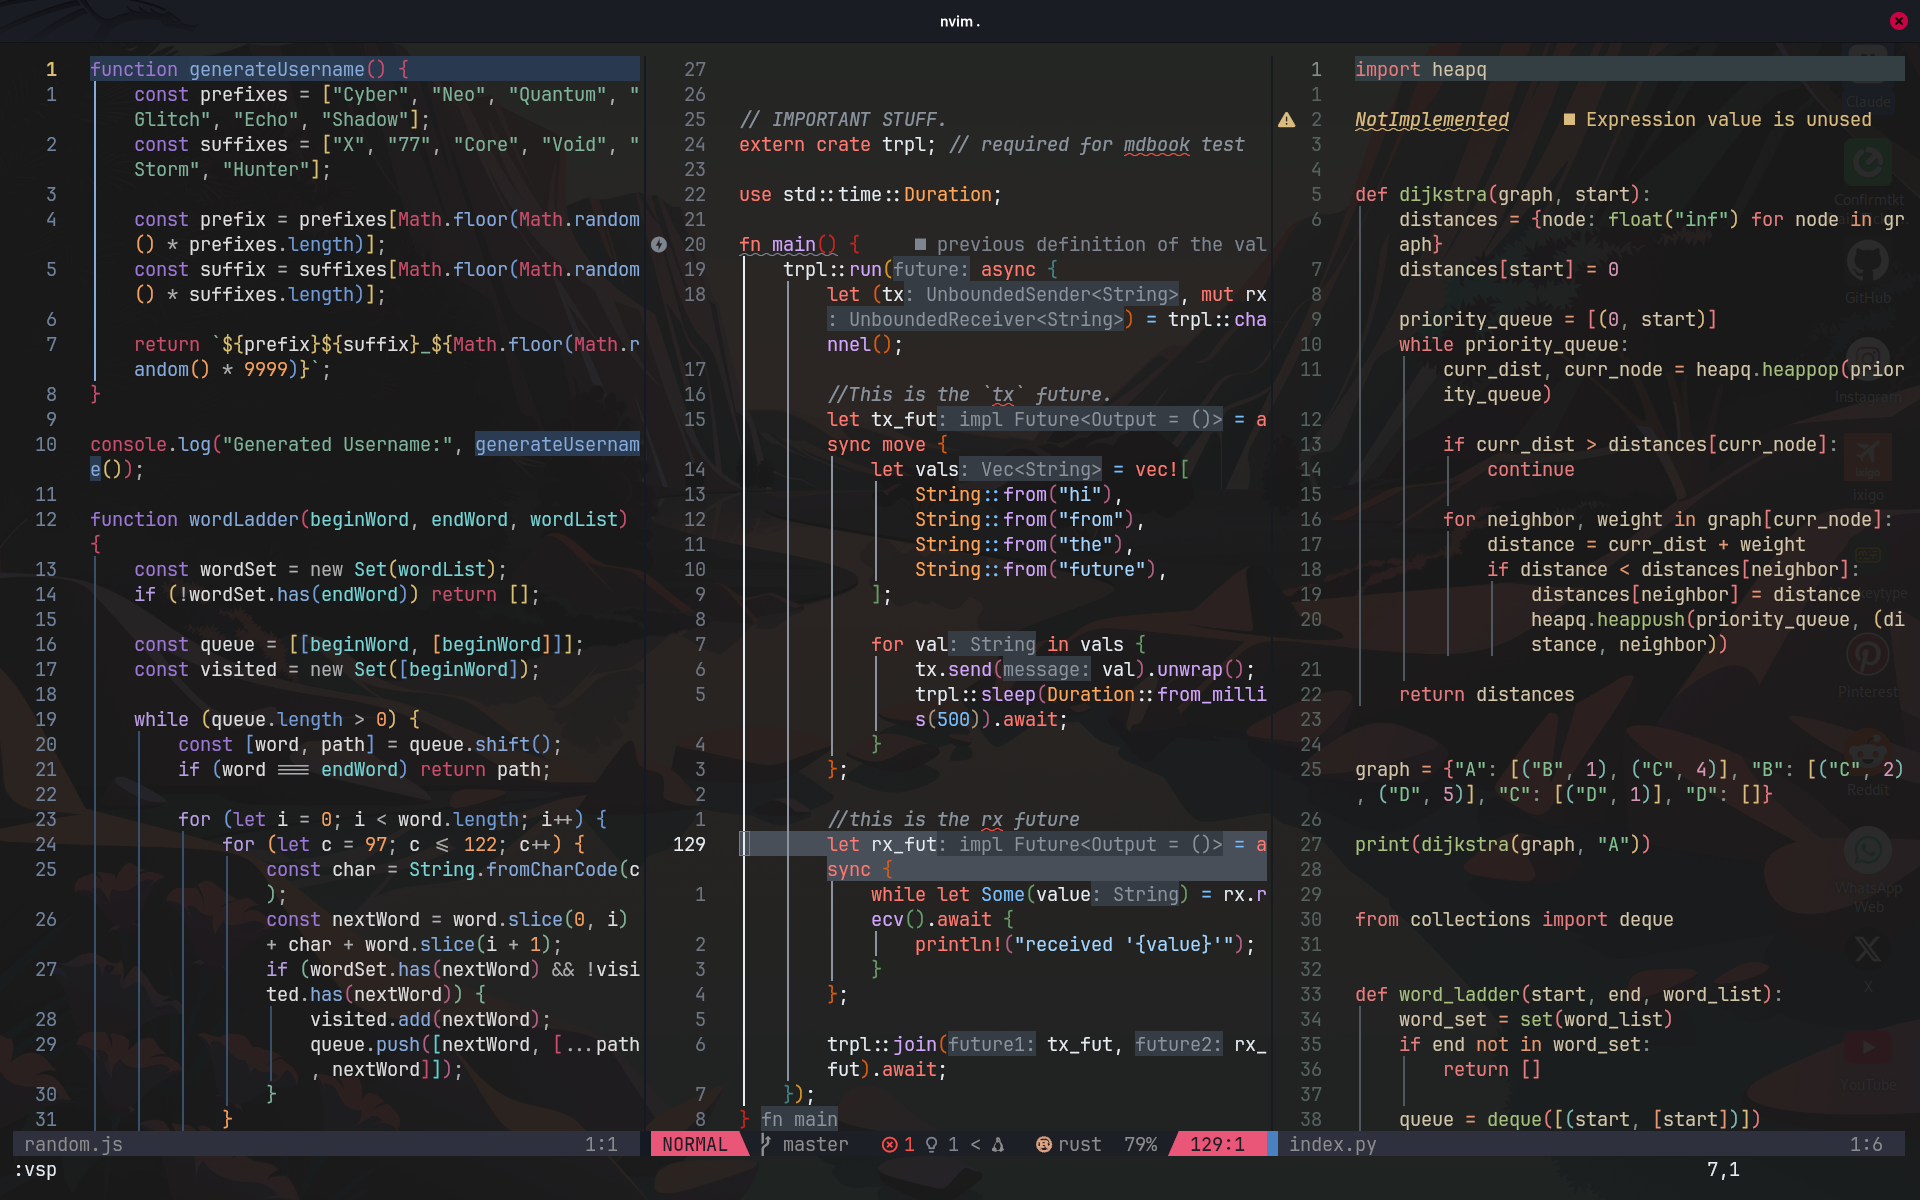 nvim .
1 function generateUsername() {
1 const prefixes = ["Cyber", "Neo", "Quantum", "
Glitch", "Echo", "Shadow"];
2 const suffixes = ["X", "77", "Core", "Void", "
Storm", "Hunter"];
3
4 const prefix = prefixes[Math.floor(Math.random
() * prefixes.length)];
5 const suffix = suffixes[Math.floor(Math.random
() * suffixes.length)];
6
7 return `${prefix}${suffix}_${Math.floor(Math.r
andom() * 9999)}`;
8 }
9
10 console.log("Generated Username:", generateUsernam
e());
11
12 function wordLadder(beginWord, endWord, wordList)
{
13 const wordSet = new Set(wordList);
14 if (!wordSet.has(endWord)) return [];
15
16 const queue = [[beginWord, [beginWord]]];
17 const visited = new Set([beginWord]);
18
19 while (queue.length > 0) {
20 const [word, path] = queue.shift();
21 if (word === endWord) return path;
22
23 for (let i = 0; i < word.length; i++) {
24 for (let c = 97; c <= 122; c++) {
25 const char = String.fromCharCode(c
);
26 const nextWord = word.slice(0, i)
+ char + word.slice(i + 1);
27 if (wordSet.has(nextWord) && !visi
ted.has(nextWord)) {
28 visited.add(nextWord);
29 queue.push([nextWord, [...path
, nextWord]]);
30 }
31 }
random.js 1:1
:vsp
27
26
25 // IMPORTANT STUFF.
24 extern crate trpl; // required for mdbook test
23
22 use std::time::Duration;
21
20 fn main() { ■ previous definition of the val
19 trpl::run(future: async {
18 let (tx: UnboundedSender<String>, mut rx
: UnboundedReceiver<String>) = trpl::cha
nnel();
17
16 //This is the `tx` future.
15 let tx_fut: impl Future<Output = ()> = a
sync move {
14 let vals: Vec<String> = vec![
13 String::from("hi"),
12 String::from("from"),
11 String::from("the"),
10 String::from("future"),
9 ];
8
7 for val: String in vals {
6 tx.send(message: val).unwrap();
5 trpl::sleep(Duration::from_milli
s(500)).await;
4 }
3 };
2
1 //this is the rx future
129 let rx_fut: impl Future<Output = ()> = a
sync {
1 while let Some(value: String) = rx.r
ecv().await {
2 println!("received '{value}'");
3 }
4 };
5
6 trpl::join(future1: tx_fut, future2: rx_
fut).await;
7 });
8 } fn main
NORMAL master 1 1 < rust 79% 129:1
1 import heapq
1
2 NotImplemented ■ Expression value is unused
3
4
5 def dijkstra(graph, start):
6 distances = {node: float("inf") for node in gr
aph}
7 distances[start] = 0
8
9 priority_queue = [(0, start)]
10 while priority_queue:
11 curr_dist, curr_node = heapq.heappop(prior
ity_queue)
12
13 if curr_dist > distances[curr_node]:
14 continue
15
16 for neighbor, weight in graph[curr_node]:
17 distance = curr_dist + weight
18 if distance < distances[neighbor]:
19 distances[neighbor] = distance
20 heapq.heappush(priority_queue, (di
stance, neighbor))
21
22 return distances
23
24
25 graph = {"A": [("B", 1), ("C", 4)], "B": [("C", 2)
, ("D", 5)], "C": [("D", 1)], "D": []}
26
27 print(dijkstra(graph, "A"))
28
29
30 from collections import deque
31
32
33 def word_ladder(start, end, word_list):
34 word_set = set(word_list)
35 if end not in word_set:
36 return []
37
38 queue = deque([(start, [start])])
index.py 1:6
7,1
Claude
Confirmtkt
GitHub
Instagram
ixigo
Pinterest
Reddit
WhatsApp
Web
X
YouTube